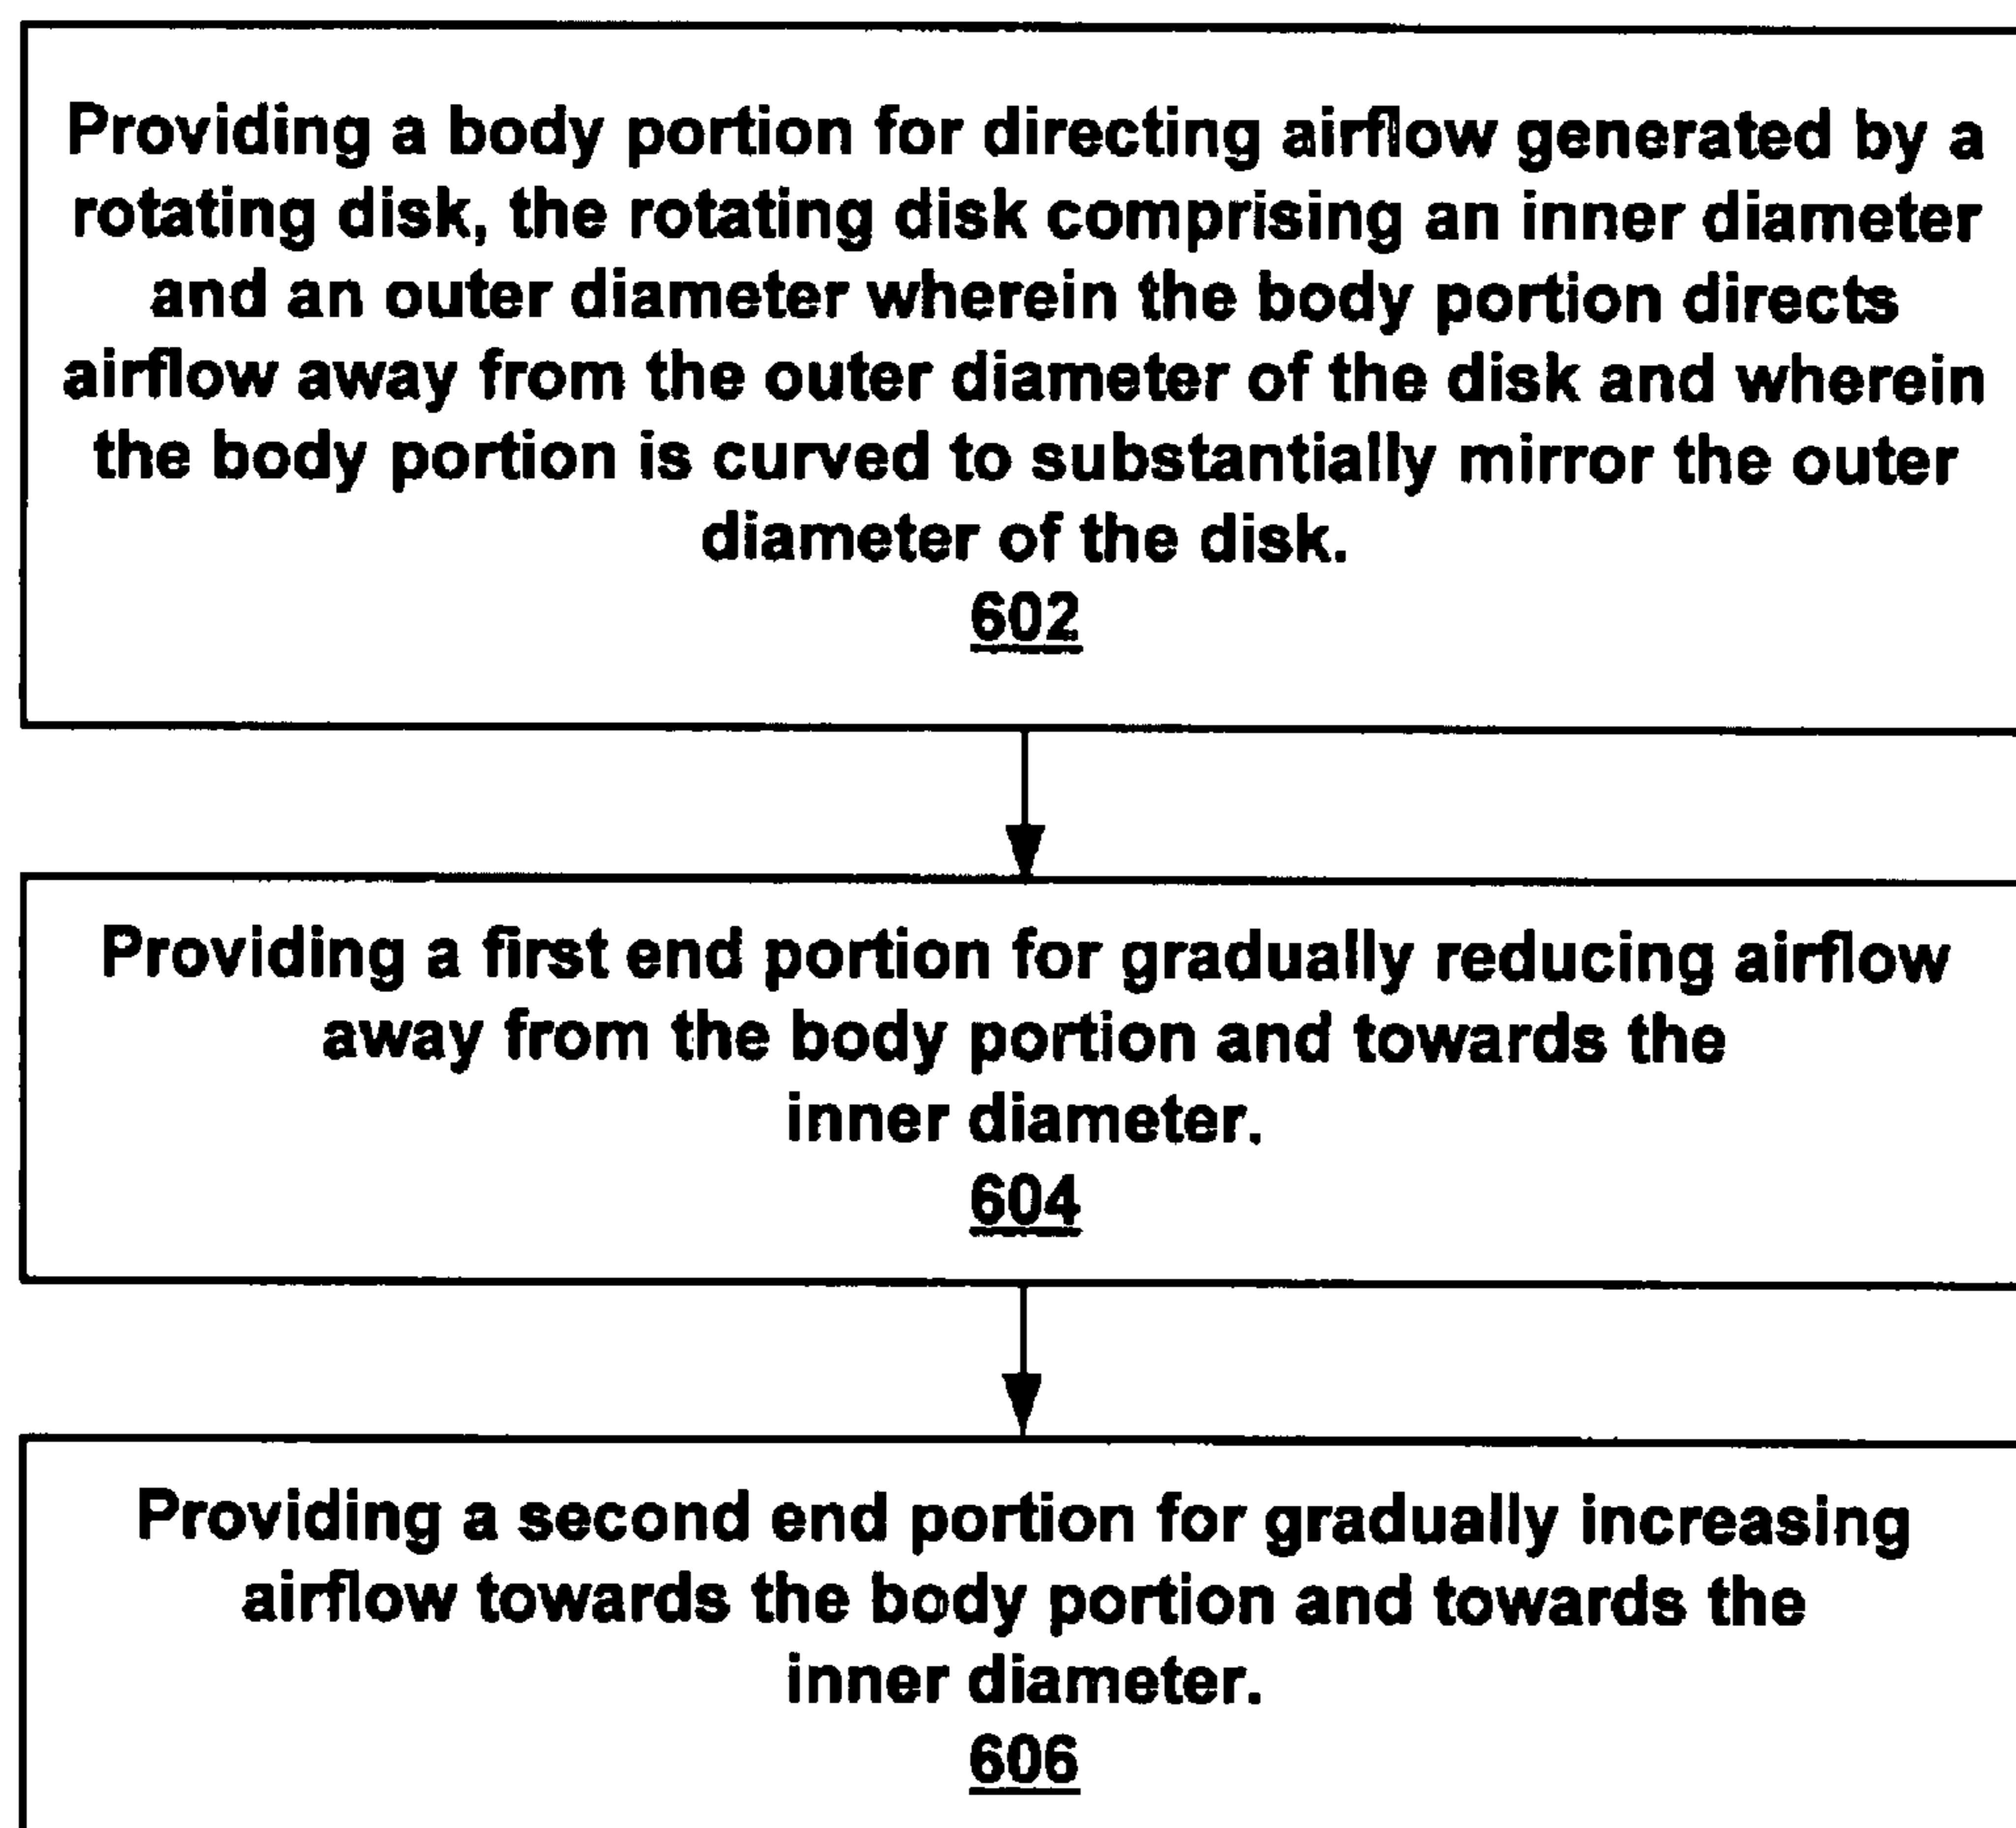 Providing a body portion for directing airflow generated by a
rotating disk, the rotating disk comprising an inner diameter
and an outer diameter wherein the body portion directs
airflow away from the outer diameter of the disk and wherein
the body portion is curved to substantially mirror the outer
diameter of the disk.
602
Providing a first end portion for gradually reducing airflow
away from the body portion and towards the
inner diameter.
604
Providing a second end portion for gradually increasing
airflow towards the body portion and towards the
inner diameter.
606